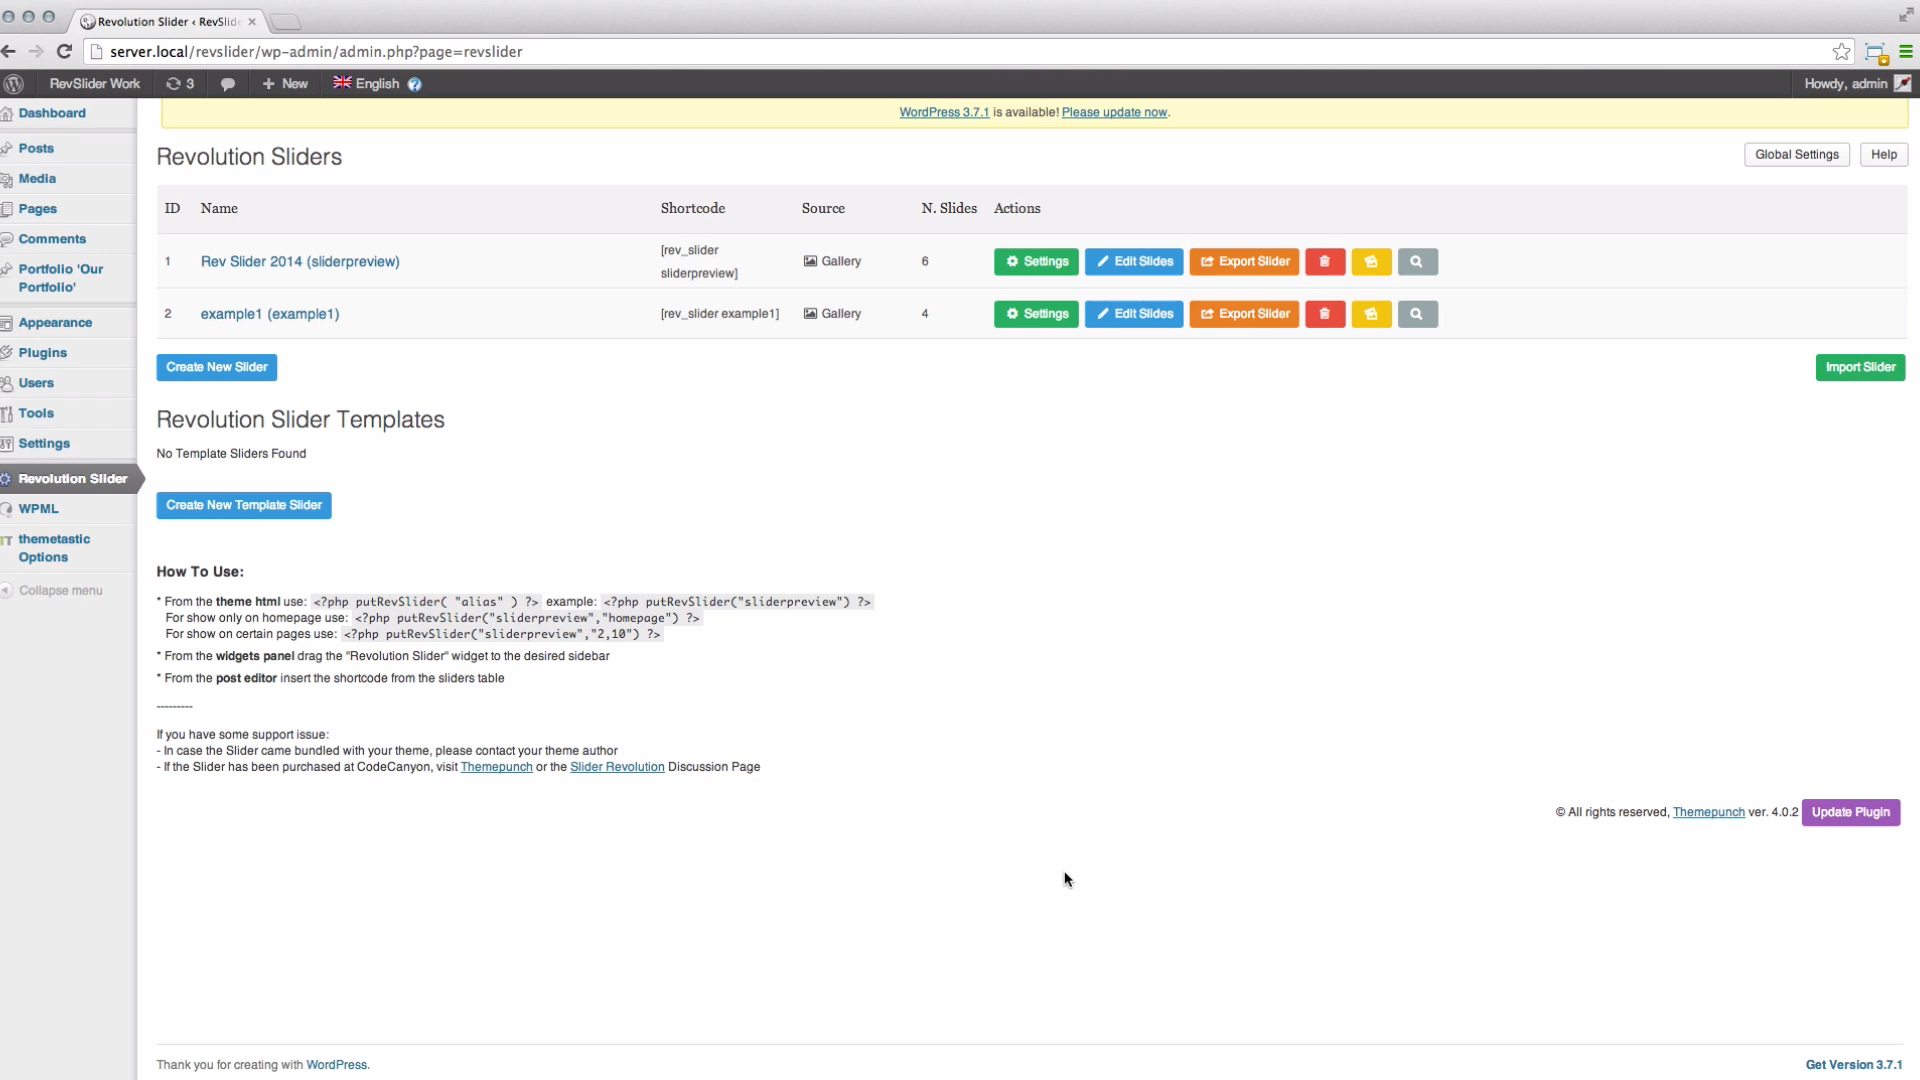 Revolution Slider ‹ RevSlide
server.local/revslider/wp-admin/admin.php?page=revslider
RevSlider Work 3 + New English Howdy, admin
Dashboard
Posts
Media
Pages
Comments
Portfolio 'Our
Portfolio'
Appearance
Plugins
Users
Tools
Settings
Revolution Slider
WPML
themetastic
Options
Collapse menu
WordPress 3.7.1 is available! Please update now.
Revolution Sliders
Global Settings Help
ID Name Shortcode Source N. Slides Actions
1 Rev Slider 2014 (sliderpreview) [rev_slider
sliderpreview] Gallery 6 Settings Edit Slides Export Slider
2 example1 (example1) [rev_slider example1] Gallery 4 Settings Edit Slides Export Slider
Create New Slider Import Slider
Revolution Slider Templates
No Template Sliders Found
Create New Template Slider
How To Use:
* From the theme html use: <?php putRevSlider( "alias" ) ?> example: <?php putRevSlider("sliderpreview") ?>
For show only on homepage use: <?php putRevSlider("sliderpreview","homepage") ?>
For show on certain pages use: <?php putRevSlider("sliderpreview","2,10") ?>
* From the widgets panel drag the "Revolution Slider" widget to the desired sidebar
* From the post editor insert the shortcode from the sliders table
---------
If you have some support issue:
- In case the Slider came bundled with your theme, please contact your theme author
- If the Slider has been purchased at CodeCanyon, visit Themepunch or the Slider Revolution Discussion Page
© All rights reserved, Themepunch ver. 4.0.2 Update Plugin
Thank you for creating with WordPress.
Get Version 3.7.1